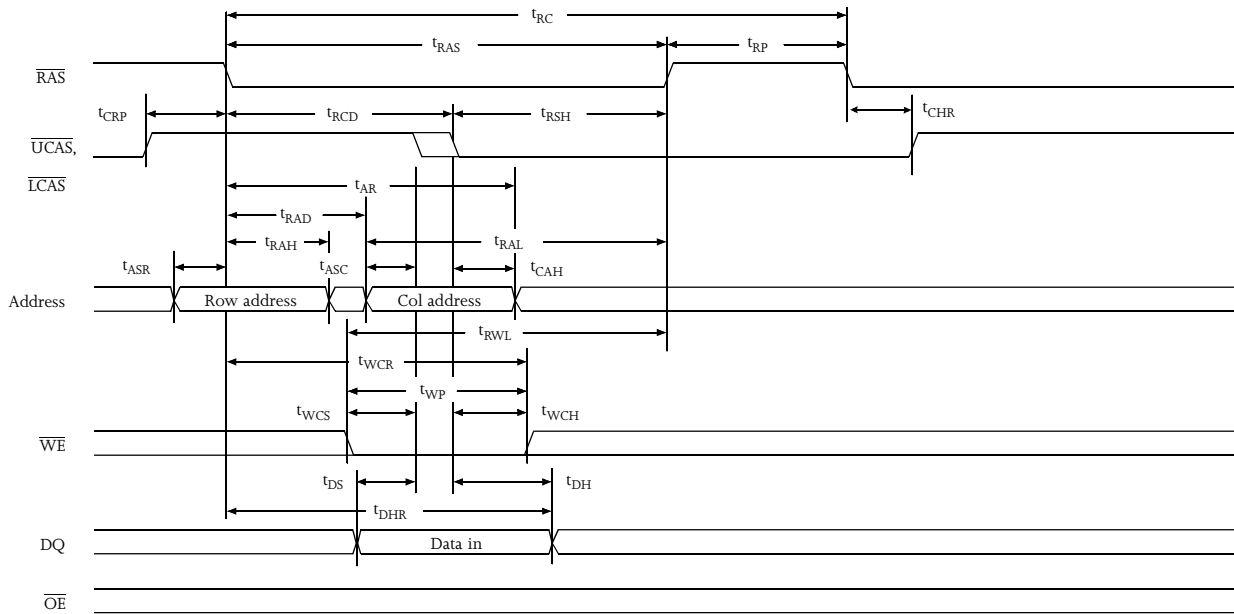 tRC
tRAS
tRP
RAS
tCRP
tRCD
tRSH
tCHR
UCAS,
LCAS
tAR
tRAD
tRAH
tRAL
tASR
tASC
tCAH
Address
Row address
Col address
tRWL
tWCR
tWP
tWCS
tWCH
WE
tDS
tDH
tDHR
DQ
Data in
OE